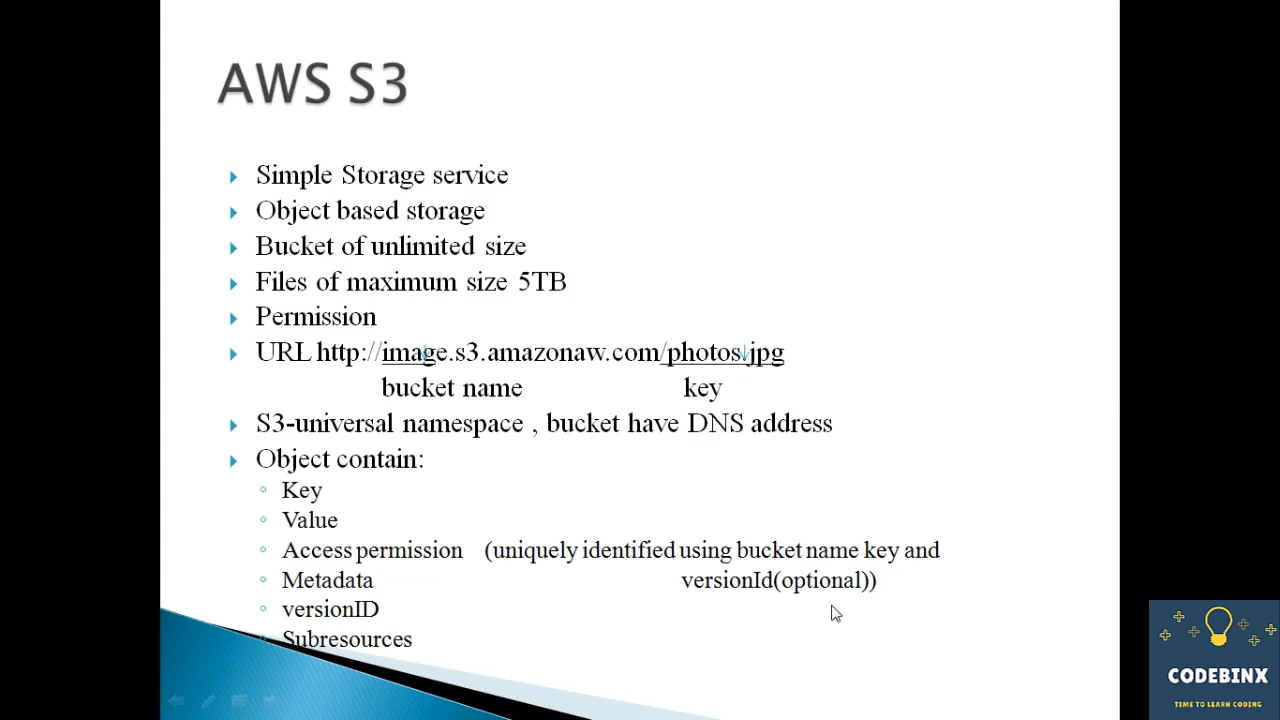 AWS S3
Simple Storage service
Object based storage
Bucket of unlimited size
Files of maximum size 5TB
Permission
URL http://image.s3.amazonaw.com/photos.jpg
bucket name key
S3-universal namespace , bucket have DNS address
Object contain:
Key
Value
Access permission (uniquely identified using bucket name key and
Metadata versionId(optional))
versionID
Subresources
CODEBINX
TIME TO LEARN CODING